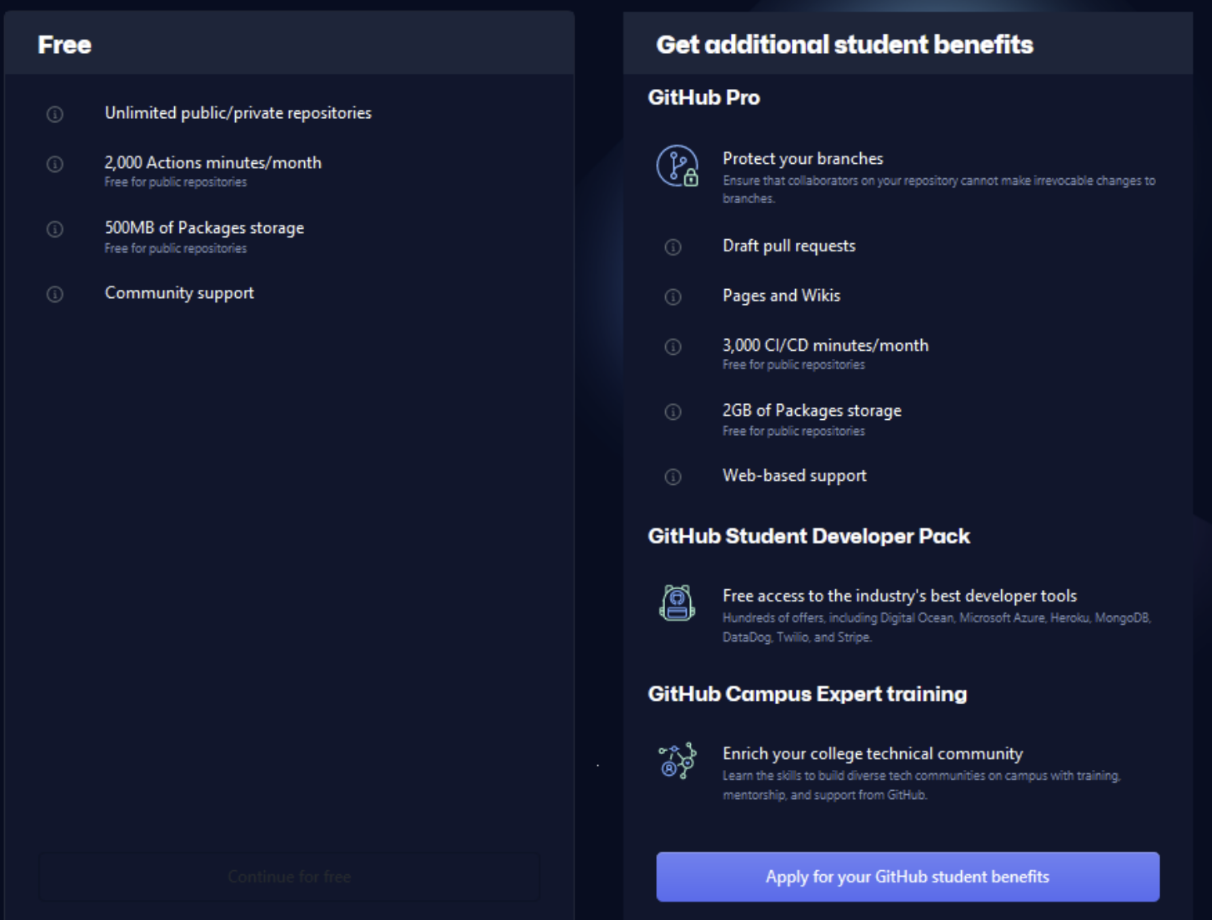 Free
Unlimited public/private repositories
2,000 Actions minutes/month
Free for public repositories
500MB of Packages storage
Free for public repositories
Community support
Continue for free
Get additional student benefits
GitHub Pro
Protect your branches
Ensure that collaborators on your repository cannot make irrevocable changes to
branches.
Draft pull requests
Pages and Wikis
3,000 CI/CD minutes/month
Free for public repositories
2GB of Packages storage
Free for public repositories
Web-based support
GitHub Student Developer Pack
Free access to the industry's best developer tools
Hundreds of offers, including Digital Ocean, Microsoft Azure, Heroku, MongoDB,
DataDog, Twilio, and Stripe.
GitHub Campus Expert training
Enrich your college technical community
Learn the skills to build diverse tech communities on campus with training,
mentorship, and support from GitHub.
Apply for your GitHub student benefits